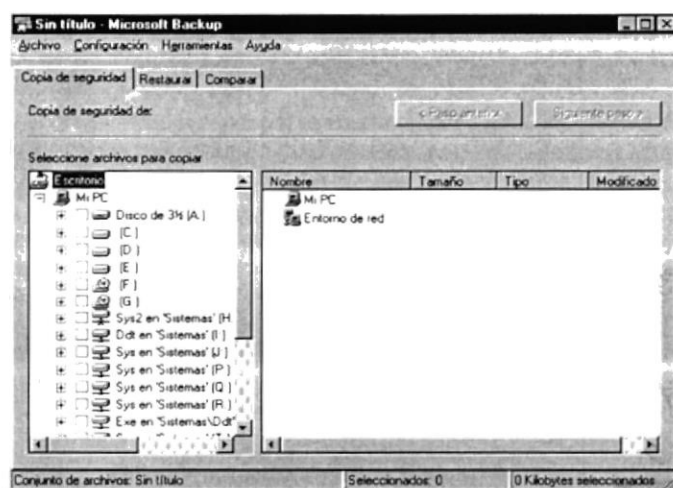 Sin título - Microsoft Backup
Archivo Configuración Herramientas Ayuda
Copia de seguridad Restaurar Comparar
Copia de seguridad de:
< Paso anterior Siguiente paso >
Seleccione archivos para copiar
Escritorio
Mi PC
Disco de 3½ (A:)
(C:)
(D:)
(E:)
(F:)
(G:)
Sys2 en 'Sistemas' (H:
Ddt en 'Sistemas' (I:)
Sys en 'Sistemas' (J:)
Sys en 'Sistemas' (P:)
Sys en 'Sistemas' (Q:)
Sys en 'Sistemas' (R:)
Exe en 'Sistemas\Ddt'
Nombre Tamaño Tipo Modificado
Mi PC
Entorno de red
Conjunto de archivos: Sin título Seleccionados: 0 0 Kilobytes seleccionados